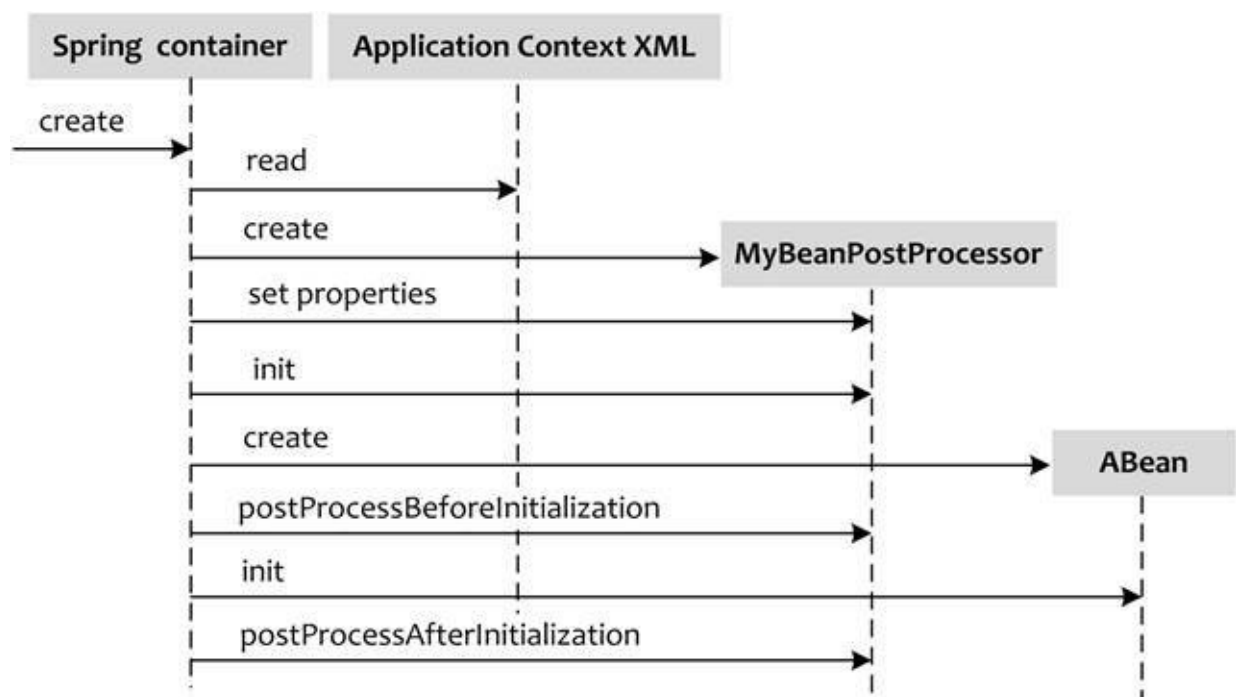 Spring container
Application Context XML
create
read
create
MyBeanPostProcessor
set properties
init
create
ABean
postProcessBeforeInitialization
init
postProcessAfterInitialization